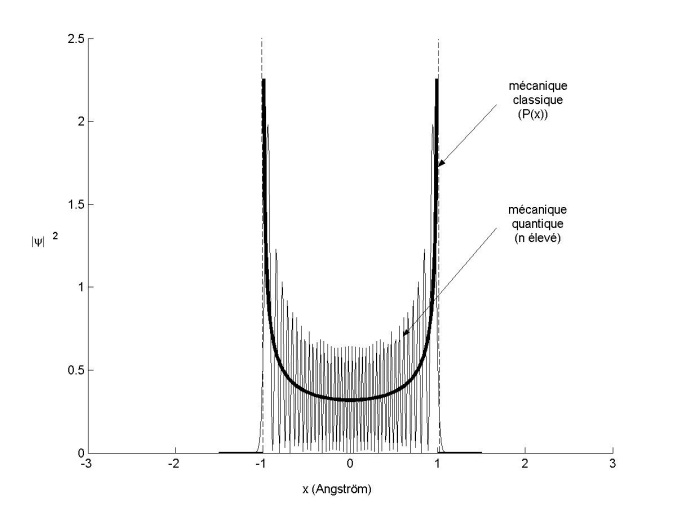 2.5
2
1.5
1
0.5
0
|ψ| 2
mécanique
classique
(P(x))
mécanique
quantique
(n élevé)
-3 -2 -1 0 1 2 3
x (Angström)